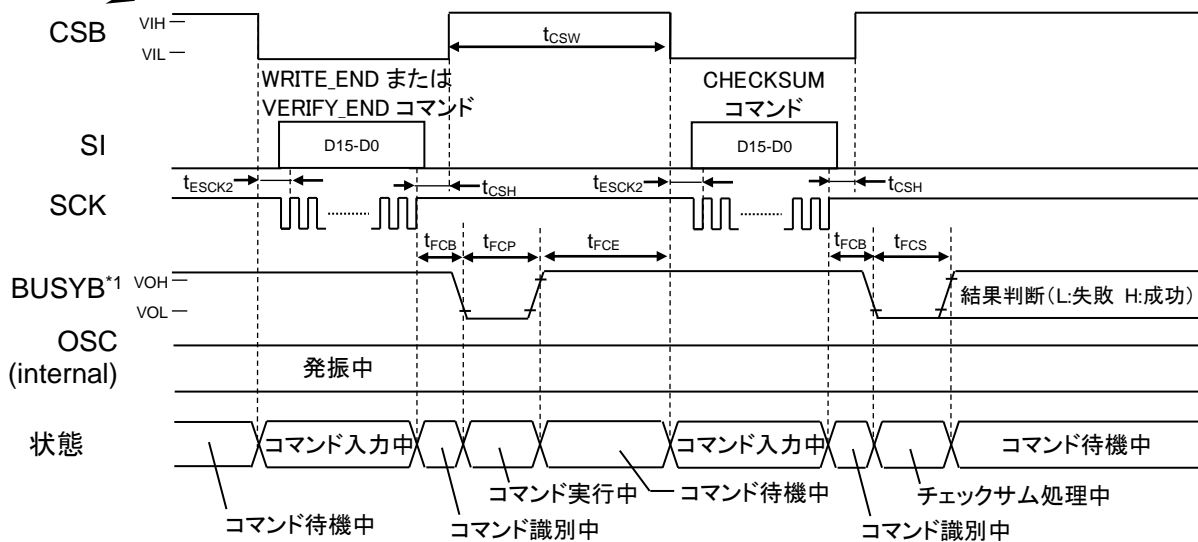 CSB
VIH
VIL
tCSW
WRITE_END または
VERIFY_END コマンド
CHECKSUM
コマンド
SI
D15-D0
D15-D0
tESCK2
tCSH
tESCK2
tCSH
SCK
tFCB
tFCP
tFCE
tFCB
tFCS
BUSYB*1
VOH
VOL
結果判断(L:失敗 H:成功)
OSC
(internal)
発振中
状態
コマンド入力中
コマンド入力中
コマンド待機中
コマンド実行中
コマンド待機中
チェックサム処理中
コマンド待機中
コマンド識別中
コマンド識別中